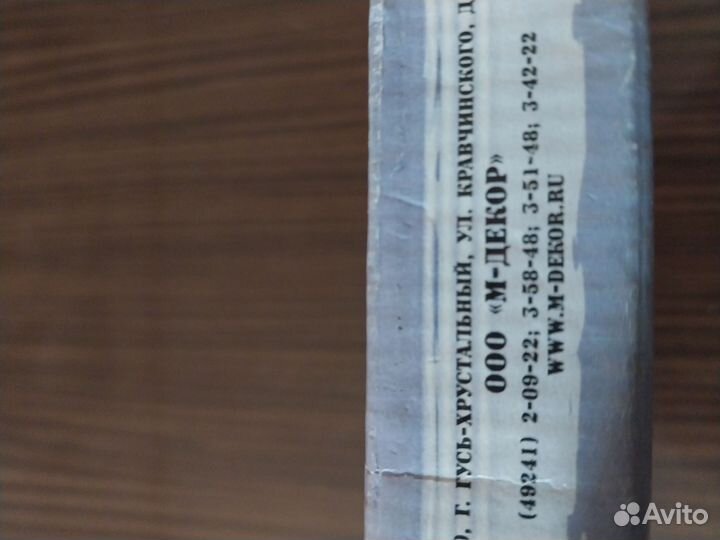 , Г. ГУСЬ-ХРУСТАЛЬНЫЙ, УЛ. КРАВЧИНСКОГО, Д
ООО «М-ДЕКОР»
(49241) 2-09-22; 3-58-48; 3-51-48; 3-42-22
WWW.M-DEKOR.RU
Avito